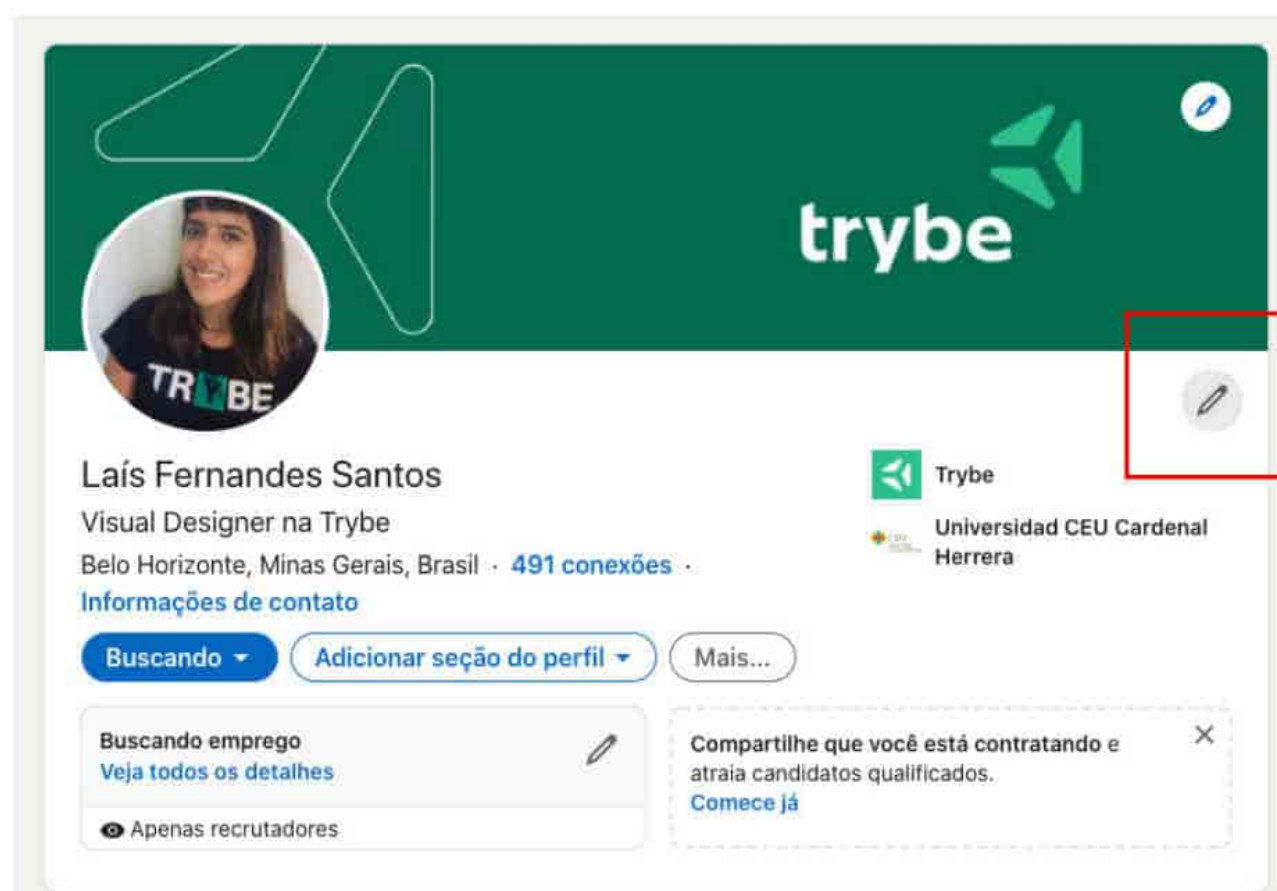 trybe
TRYBE
Laís Fernandes Santos
Visual Designer na Trybe
Belo Horizonte, Minas Gerais, Brasil · 491 conexões ·
Informações de contato
Trybe
Universidad CEU Cardenal
Herrera
Buscando
Adicionar seção do perfil
Mais...
Buscando emprego
Veja todos os detalhes
Apenas recrutadores
Compartilhe que você está contratando e
atraia candidatos qualificados.
Comece já